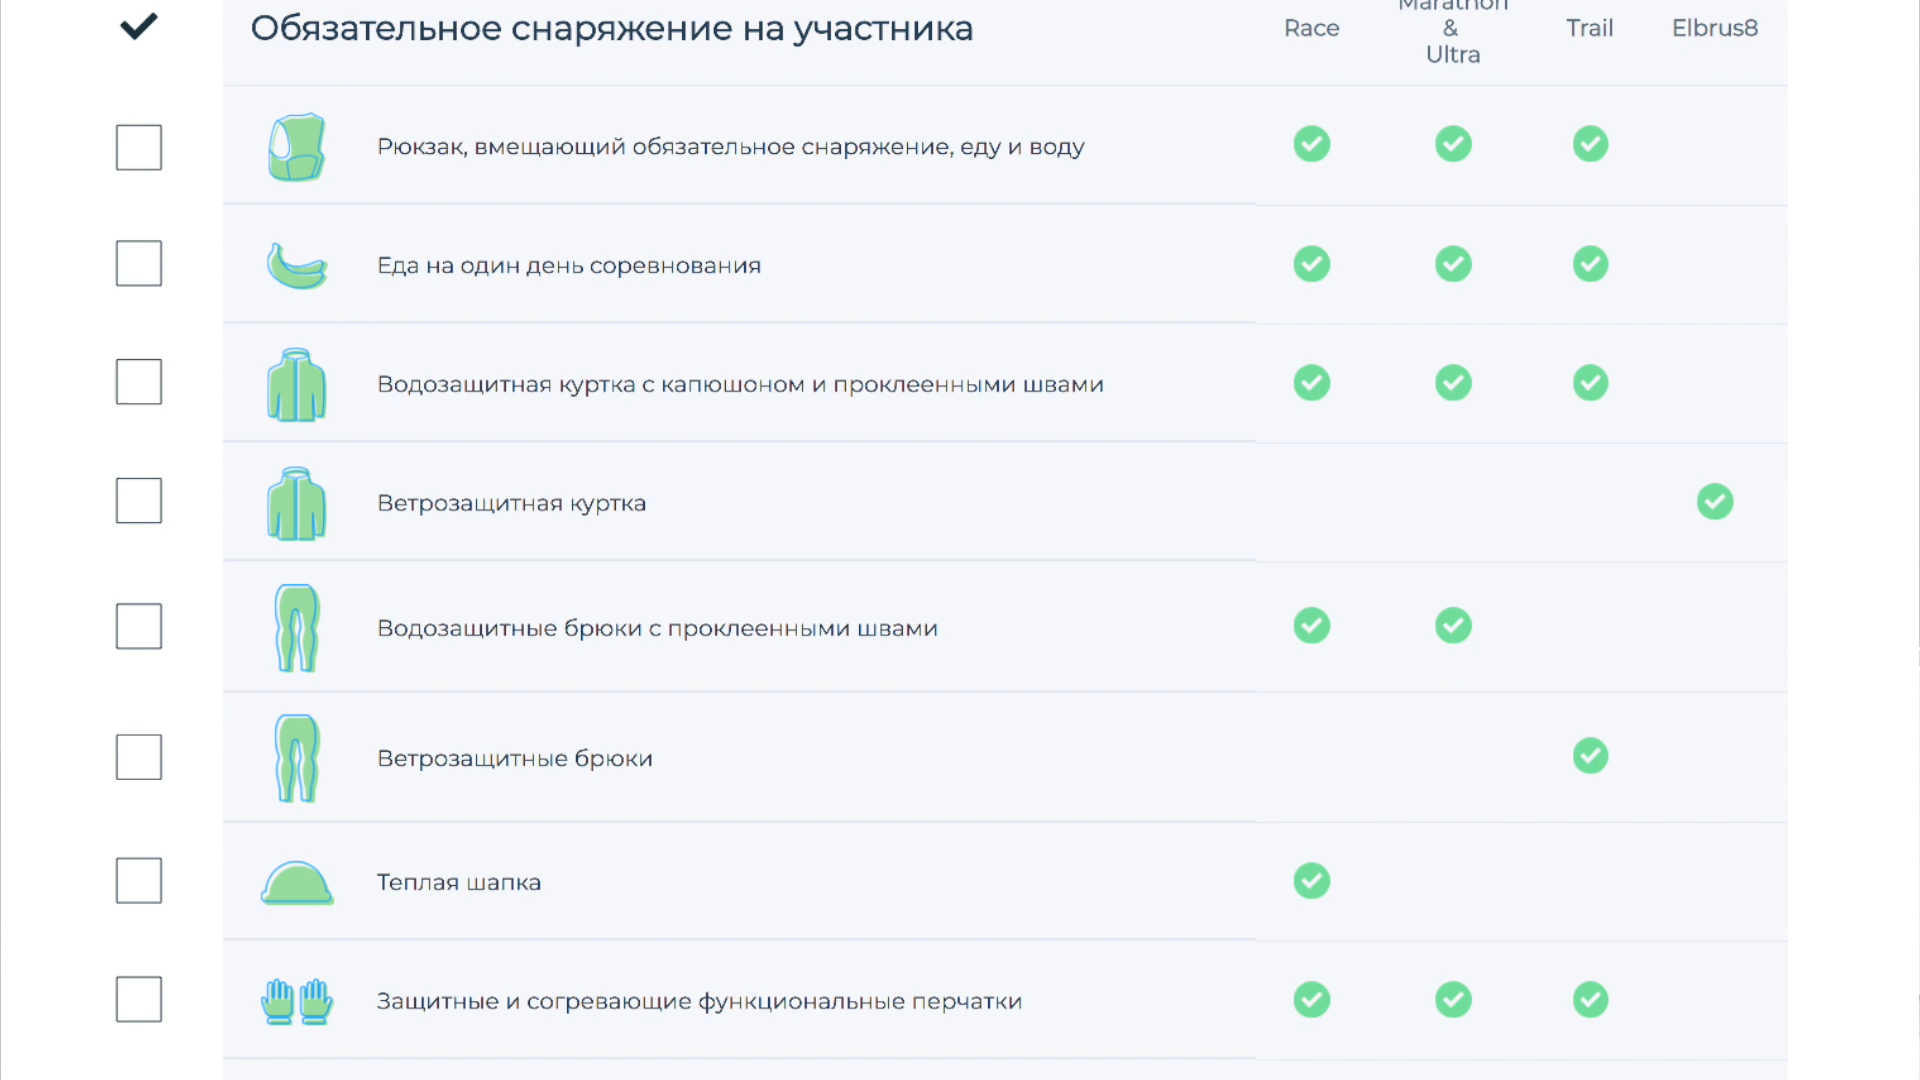 Обязательное снаряжение на участника
Race
Marathon
&
Ultra
Trail
Elbrus8
Рюкзак, вмещающий обязательное снаряжение, еду и воду
Еда на один день соревнования
Водозащитная куртка с капюшоном и проклеенными швами
Ветрозащитная куртка
Водозащитные брюки с проклеенными швами
Ветрозащитные брюки
Теплая шапка
Защитные и согревающие функциональные перчатки